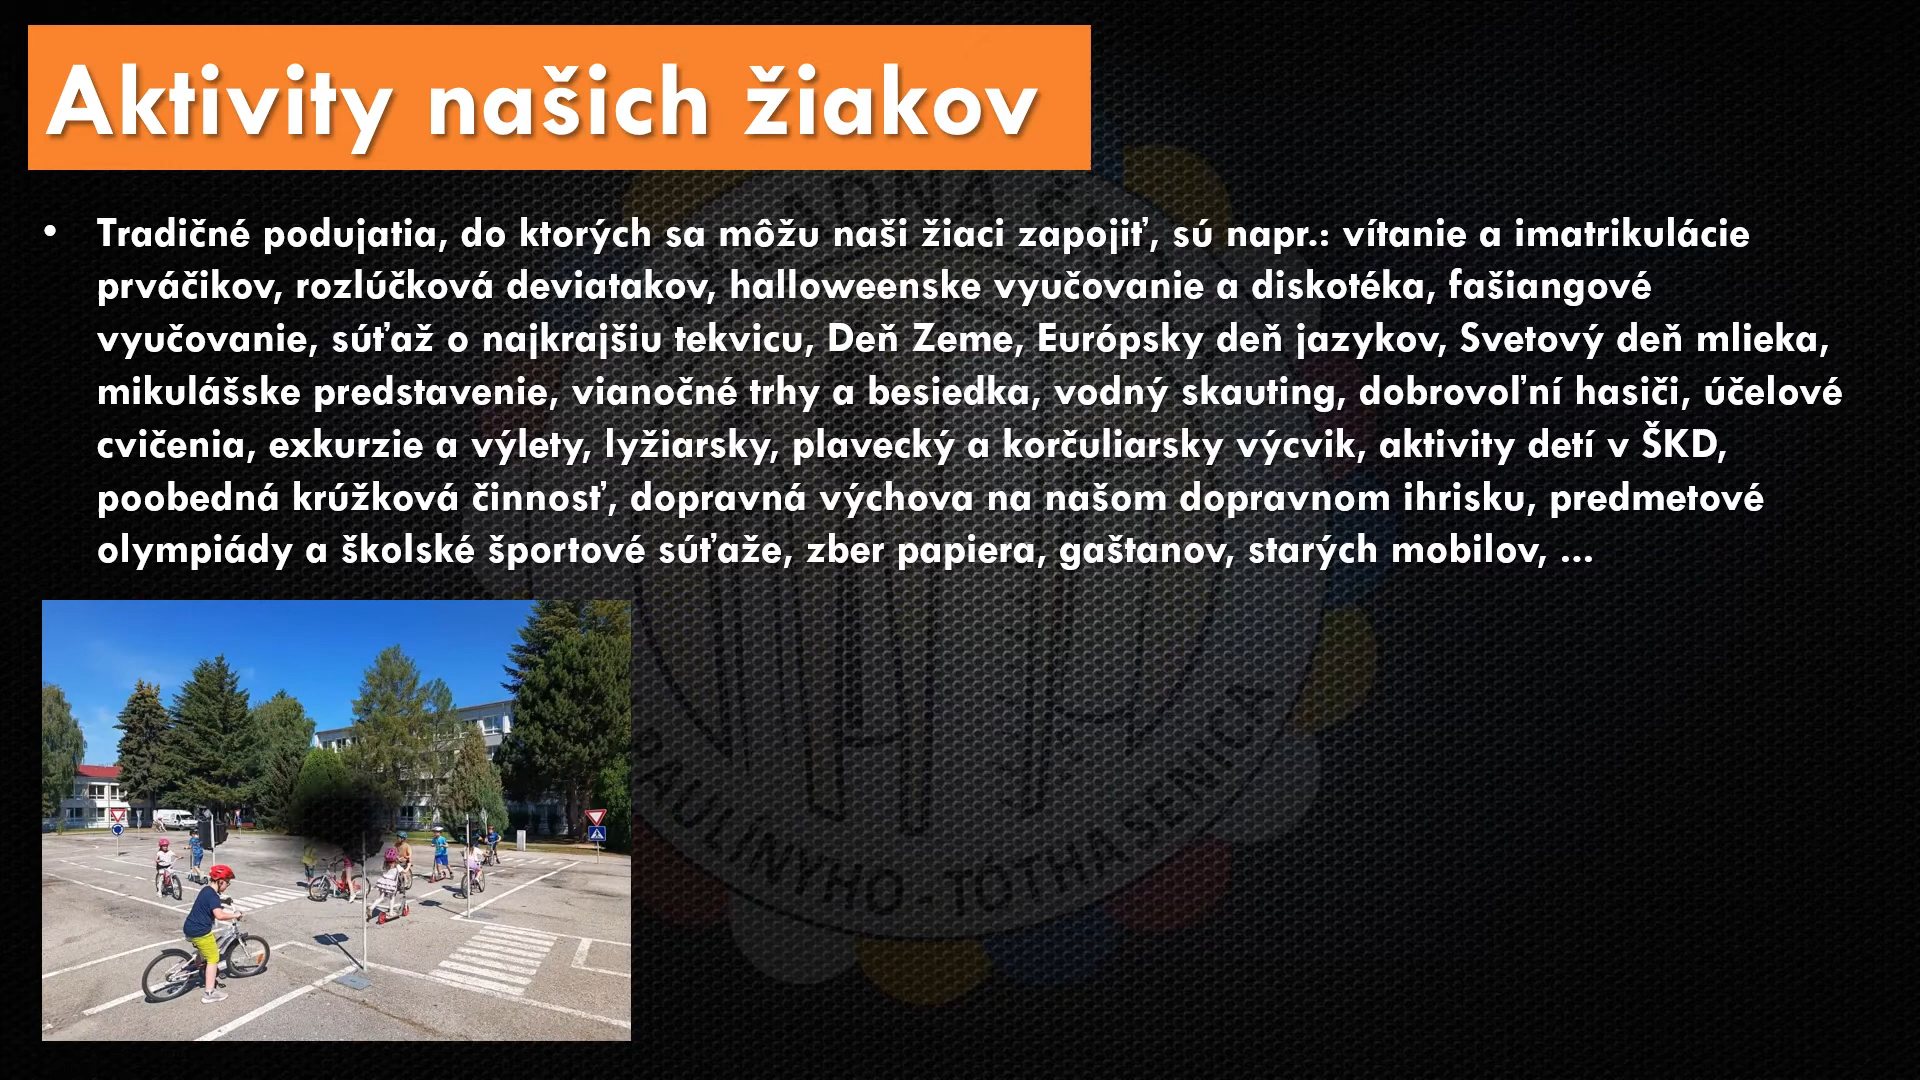 Aktivity našich žiakov
• Tradičné podujatia, do ktorých sa môžu naši žiaci zapojiť, sú napr.: vítanie a imatrikulácie
prváčikov, rozlúčková deviatakov, halloweenske vyučovanie a diskotéka, fašiangové
vyučovanie, súťaž o najkrajšiu tekvicu, Deň Zeme, Európsky deň jazykov, Svetový deň mlieka,
mikulášske predstavenie, vianočné trhy a besiedka, vodný skauting, dobrovoľní hasiči, účelové
cvičenia, exkurzie a výlety, lyžiarsky, plavecký a korčuliarsky výcvik, aktivity detí v ŠKD,
poobedná krúžková činnosť, dopravná výchova na našom dopravnom ihrisku, predmetové
olympiády a školské športové súťaže, zber papiera, gaštanov, starých mobilov, ...